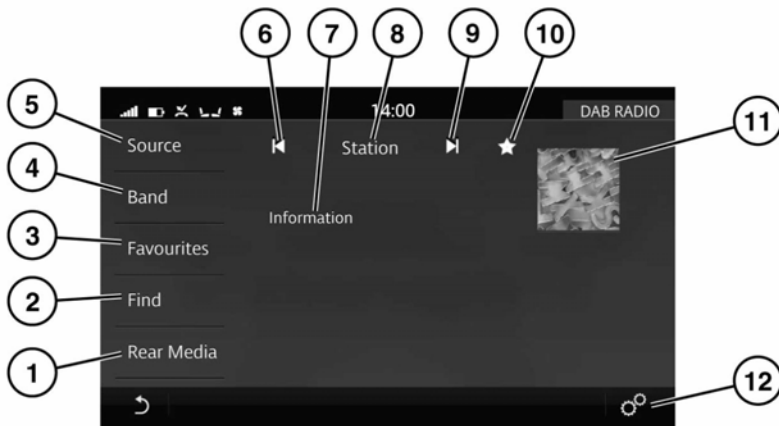 6 7 8 9 10
5 4 3 2 1
11 12
14:00 DAB RADIO
Source Station
Band
Information
Favourites
Find
Rear Media